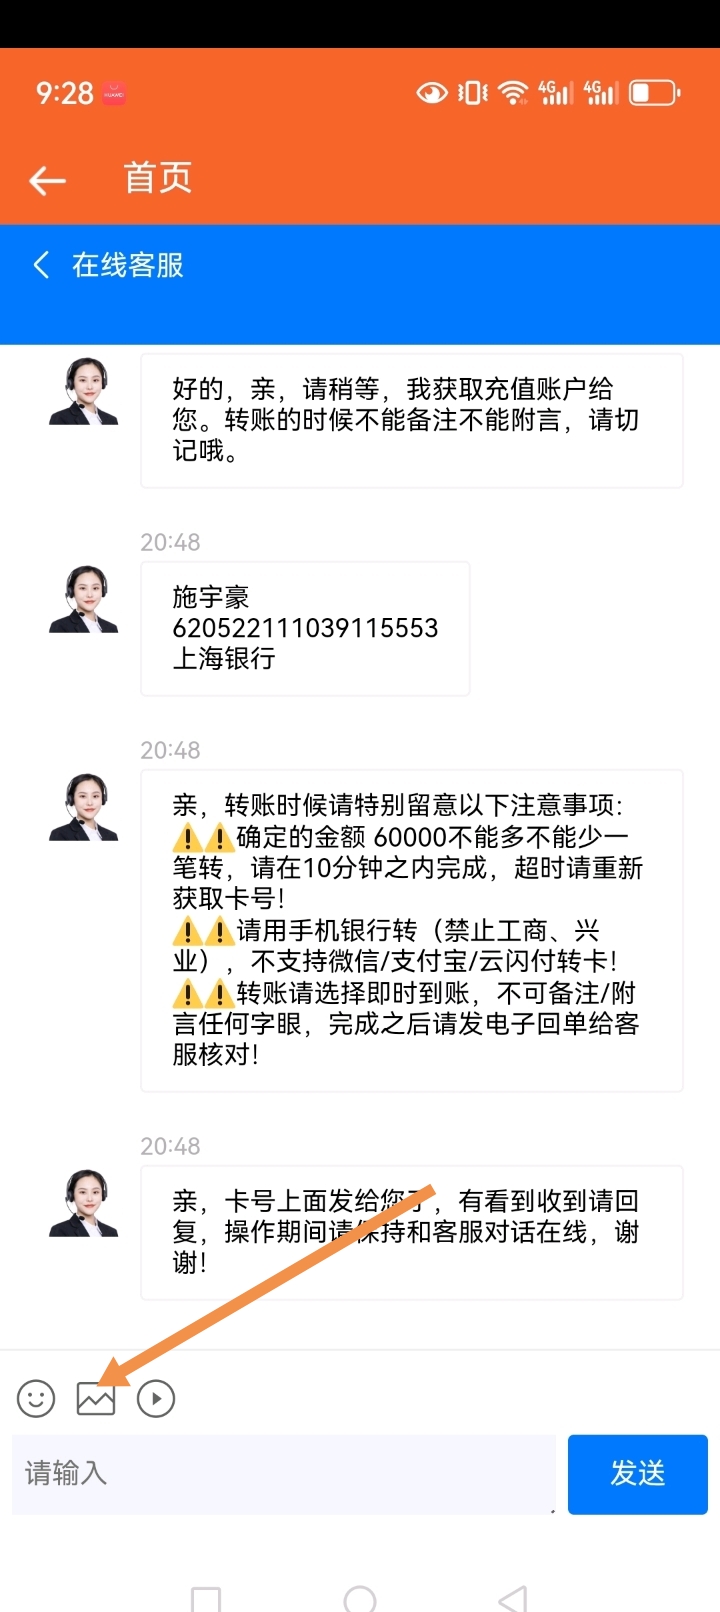 9:28
HUAWEI
4G
4G
首页
在线客服
好的，亲，请稍等，我获取充值账户给
您。转账的时候不能备注不能附言，请切
记哦。
20:48
施宇豪
620522111039115553
上海银行
20:48
亲，转账时候请特别留意以下注意事项：
⚠️⚠️确定的金额 60000不能多不能少一
笔转，请在10分钟之内完成，超时请重新
获取卡号！
⚠️⚠️请用手机银行转（禁止工商、兴
业），不支持微信/支付宝/云闪付转卡！
⚠️⚠️转账请选择即时到账，不可备注/附
言任何字眼，完成之后请发电子回单给客
服核对！
20:48
亲，卡号上面发给您了，有看到收到请回
复，操作期间请保持和客服对话在线，谢
谢！
请输入
发送